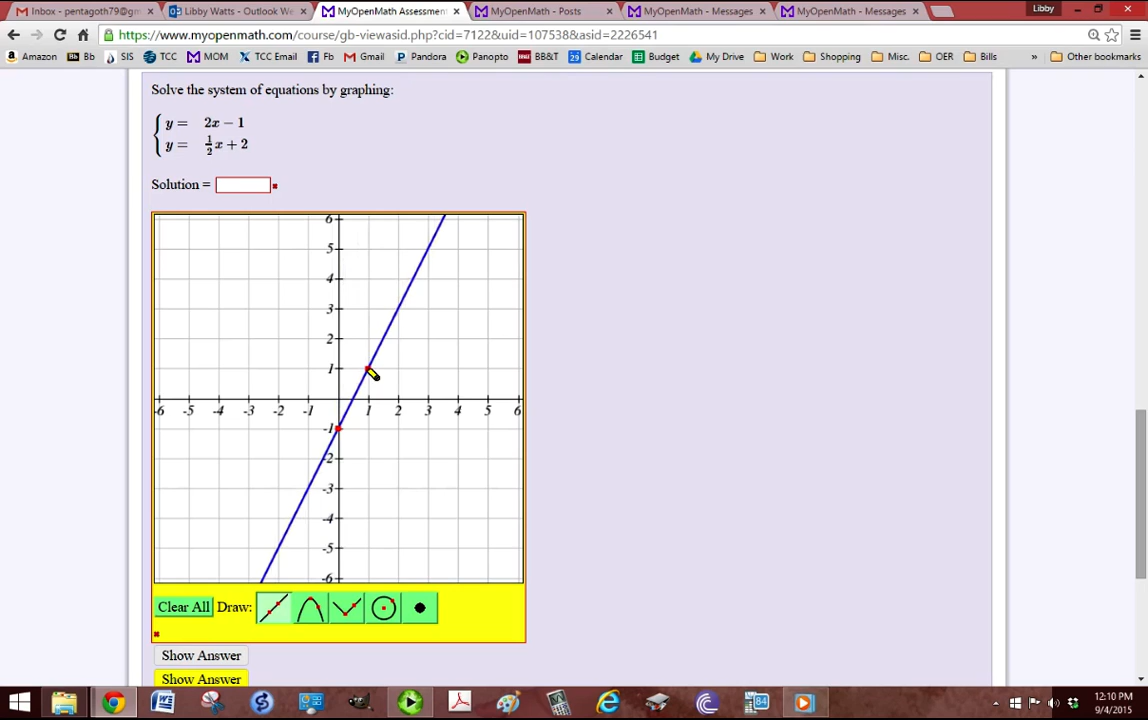 Inbox - pentagoth79@gm
Libby Watts - Outlook We
MyOpenMath Assessmen
MyOpenMath - Posts
MyOpenMath - Messages
MyOpenMath - Messages
Libby
https://www.myopenmath.com/course/gb-viewasid.php?cid=7122&uid=107538&asid=2226541
Amazon Bb SIS TCC MOM TCC Email Fb Gmail Pandora Panopto BB&T 29 Calendar Budget My Drive Work Shopping Misc. OER Bills » Other bookmarks
Solve the system of equations by graphing:
y = 2x − 1
y = 1/2 x + 2
Solution =
6
5
4
3
2
1
-6 -5 -4 -3 -2 -1 1 2 3 4 5 6
-1
-2
-3
-4
-5
-6
Clear All Draw:
Show Answer
Show Answer
84
12:10 PM
9/4/2015